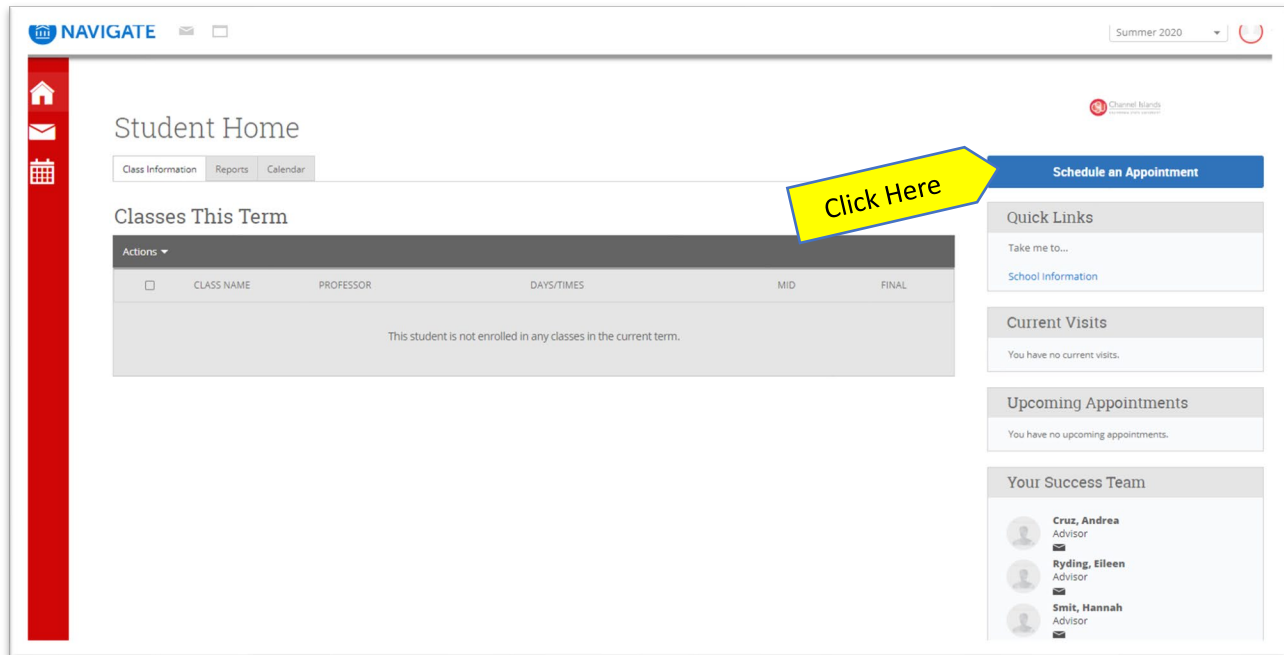 NAVIGATE
Summer 2020
Channel Islands
Student Home
Class Information Reports Calendar
Click Here
Schedule an Appointment
Classes This Term
Actions
CLASS NAME PROFESSOR DAYS/TIMES MID FINAL
This student is not enrolled in any classes in the current term.
Quick Links
Take me to...
School Information
Current Visits
You have no current visits.
Upcoming Appointments
You have no upcoming appointments.
Your Success Team
Cruz, Andrea
Advisor
Ryding, Eileen
Advisor
Smit, Hannah
Advisor